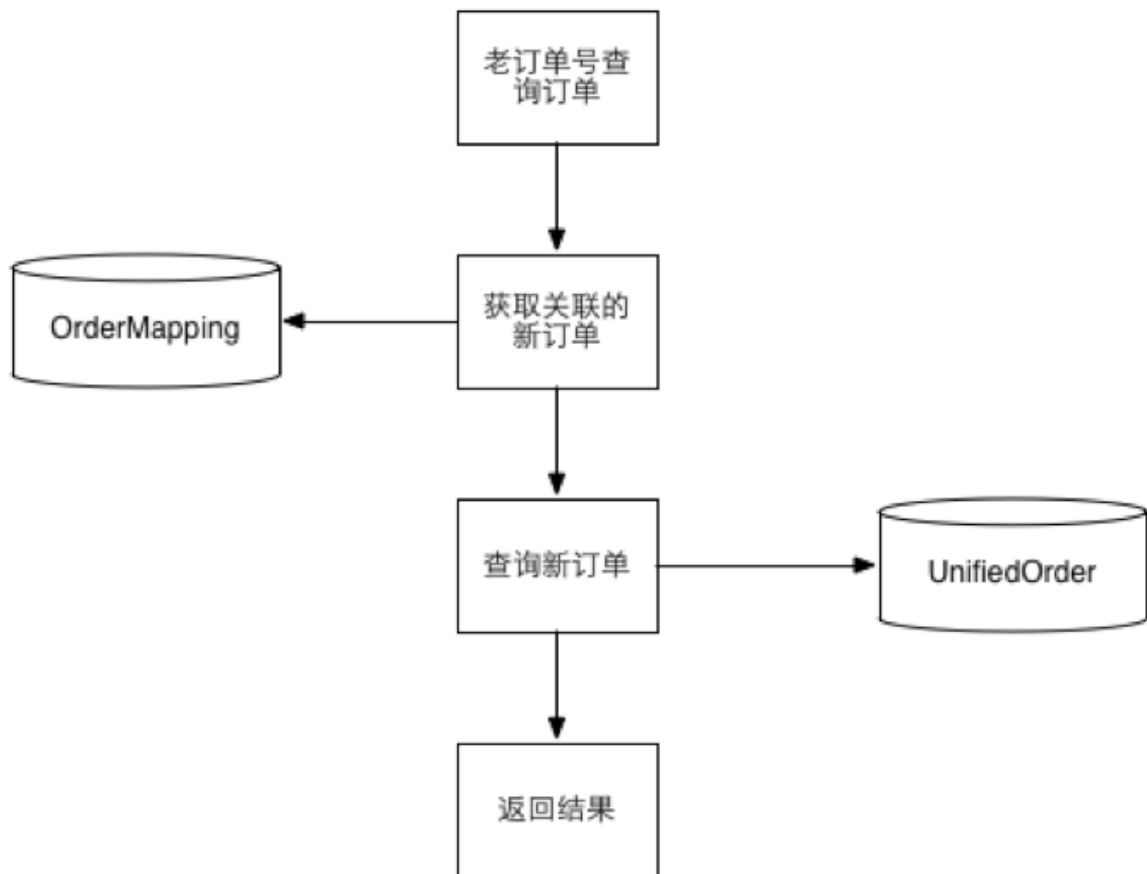 老订单号查
询订单
OrderMapping
获取关联的
新订单
查询新订单
UnifiedOrder
返回结果